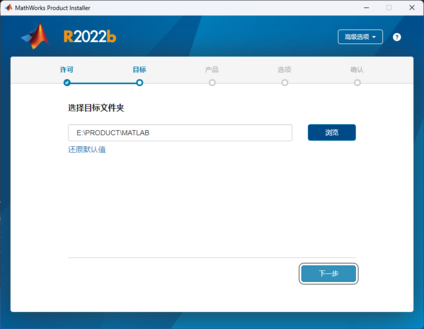 MathWorks Product Installer
R2022b
高级选项
?
许可
目标
产品
选项
确认
选择目标文件夹
E:\PRODUCT\MATLAB
浏览
还原默认值
下一步